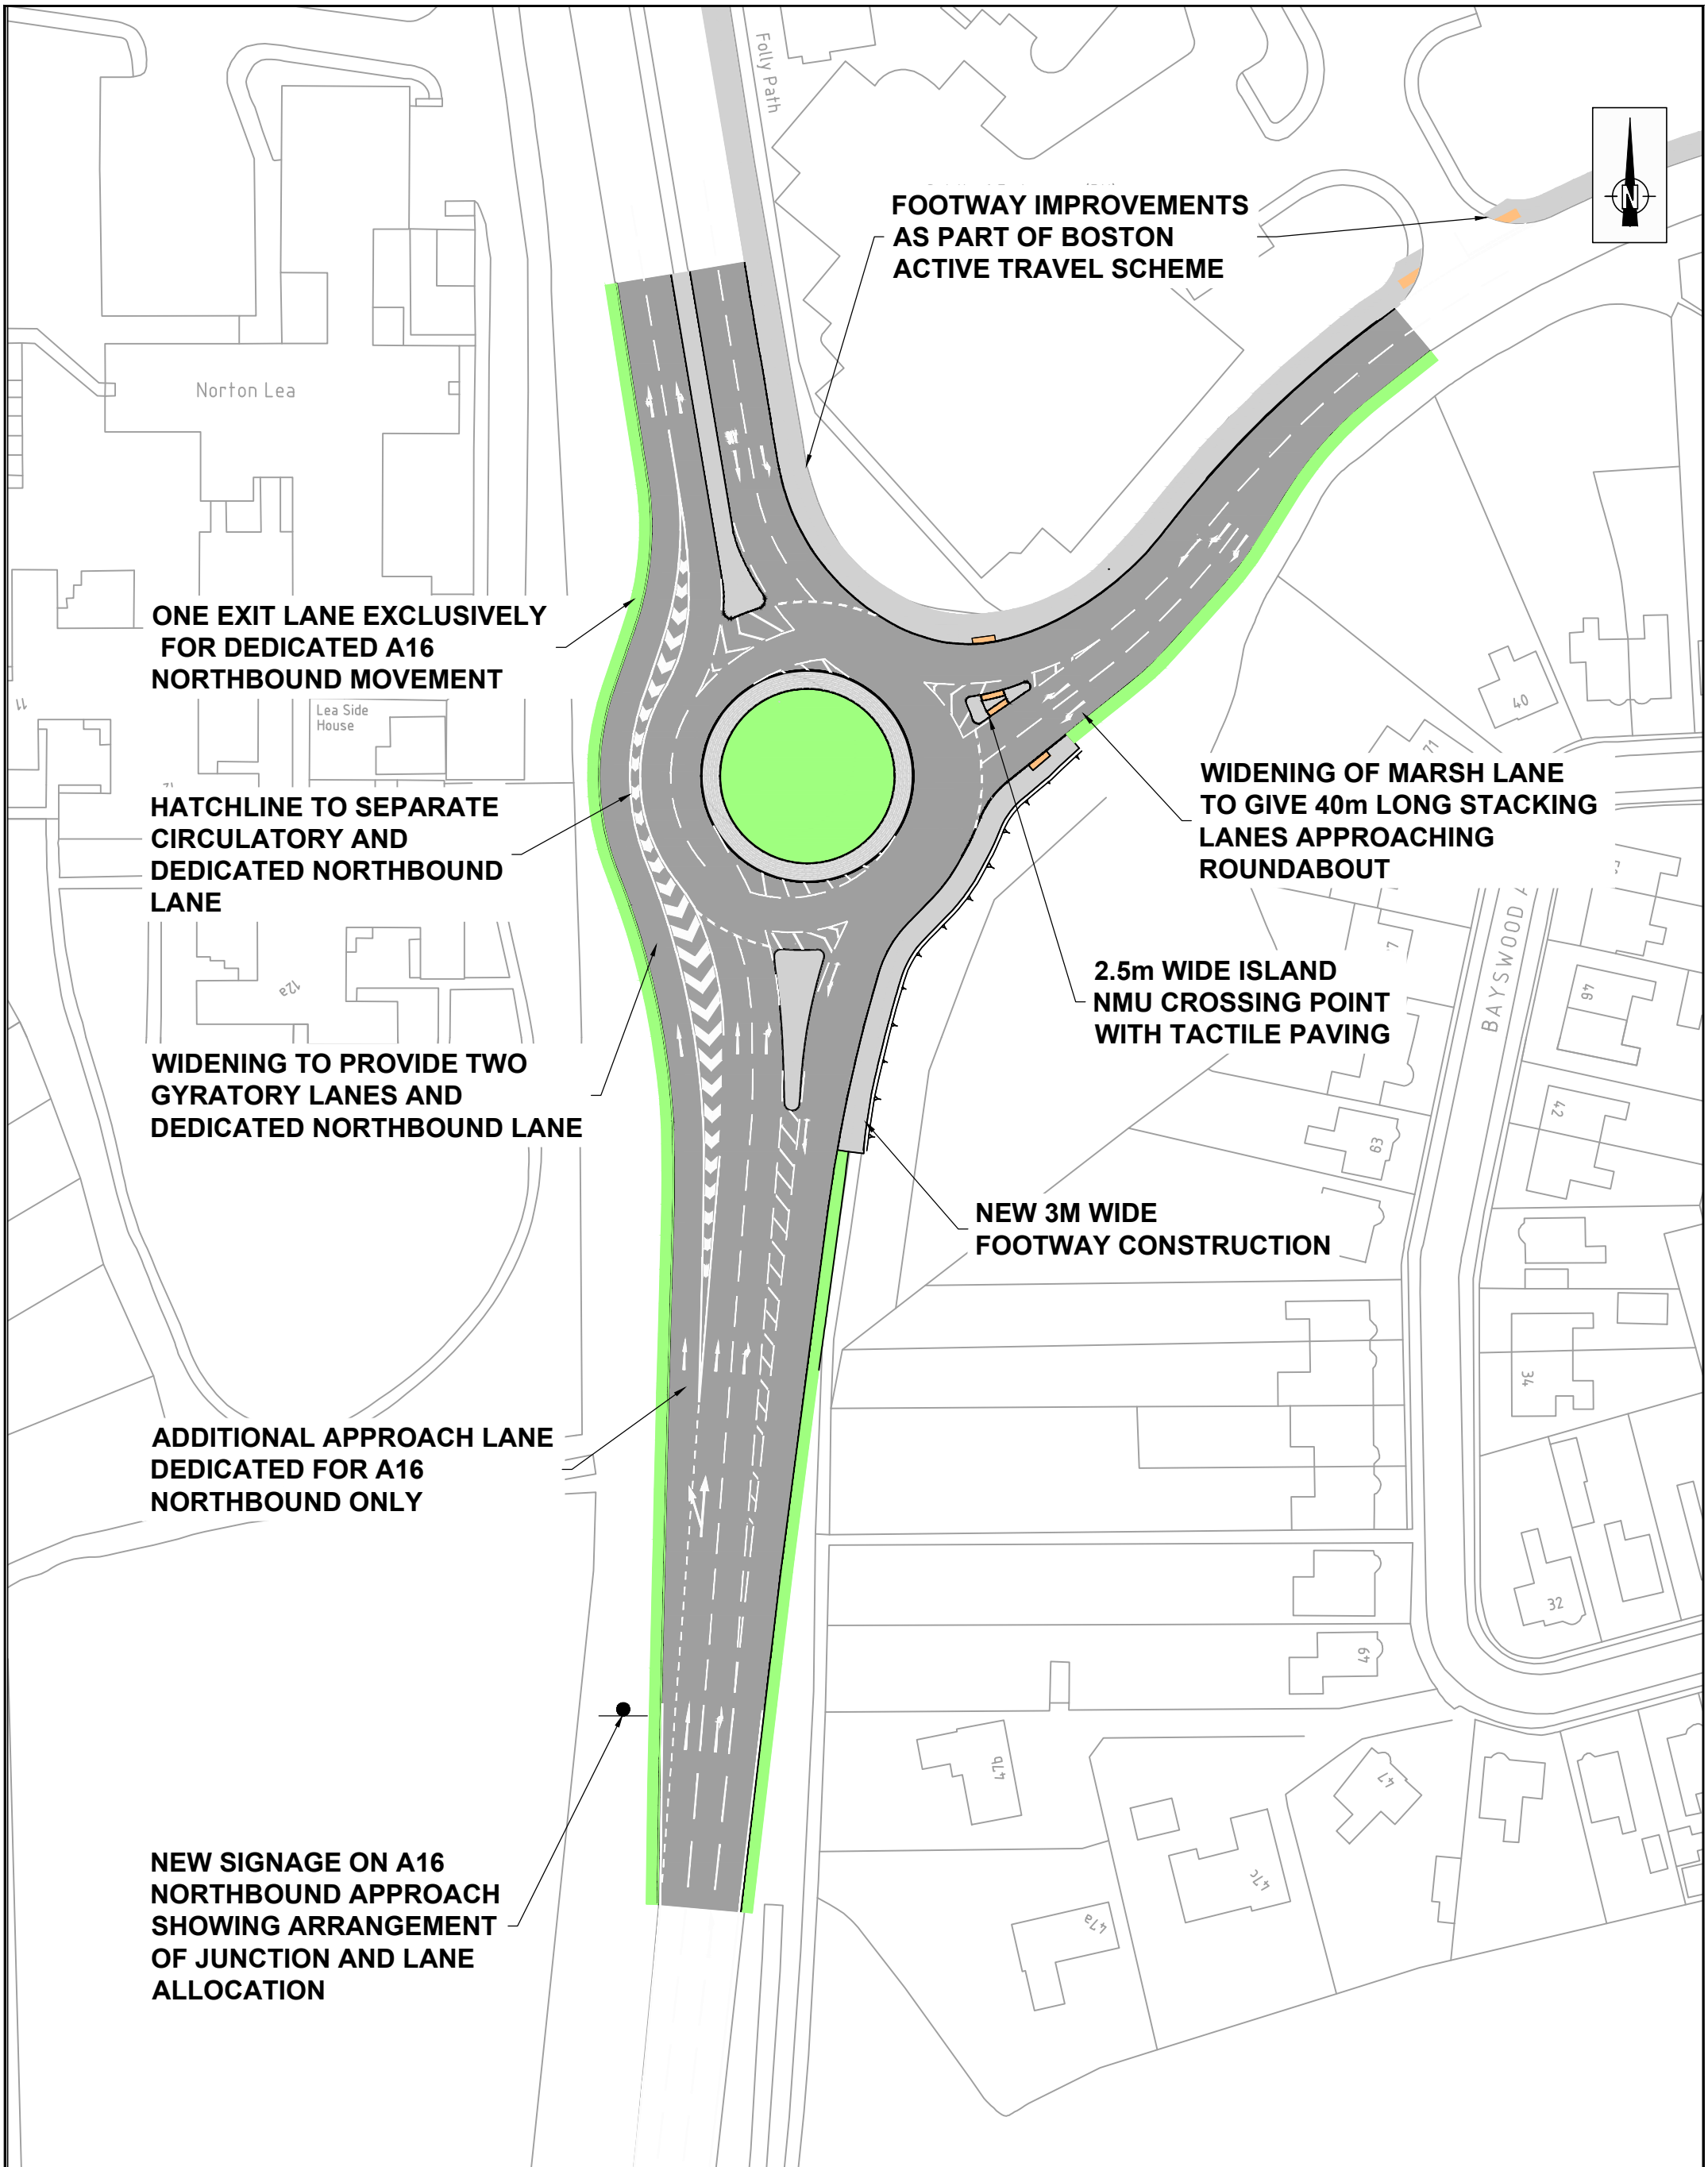 Folly Path
N
FOOTWAY IMPROVEMENTS
AS PART OF BOSTON
ACTIVE TRAVEL SCHEME
Norton Lea
ONE EXIT LANE EXCLUSIVELY
FOR DEDICATED A16
NORTHBOUND MOVEMENT
11
Lea Side
House
40
71
HATCHLINE TO SEPARATE
CIRCULATORY AND
DEDICATED NORTHBOUND
LANE
WIDENING OF MARSH LANE
TO GIVE 40m LONG STACKING
LANES APPROACHING
ROUNDABOUT
BAYSWOOD
7
46
12a
2.5m WIDE ISLAND
NMU CROSSING POINT
WITH TACTILE PAVING
WIDENING TO PROVIDE TWO
GYRATORY LANES AND
DEDICATED NORTHBOUND LANE
42
63
NEW 3M WIDE
FOOTWAY CONSTRUCTION
34
ADDITIONAL APPROACH LANE
DEDICATED FOR A16
NORTHBOUND ONLY
32
49
47b
47
47c
47a
NEW SIGNAGE ON A16
NORTHBOUND APPROACH
SHOWING ARRANGEMENT
OF JUNCTION AND LANE
ALLOCATION